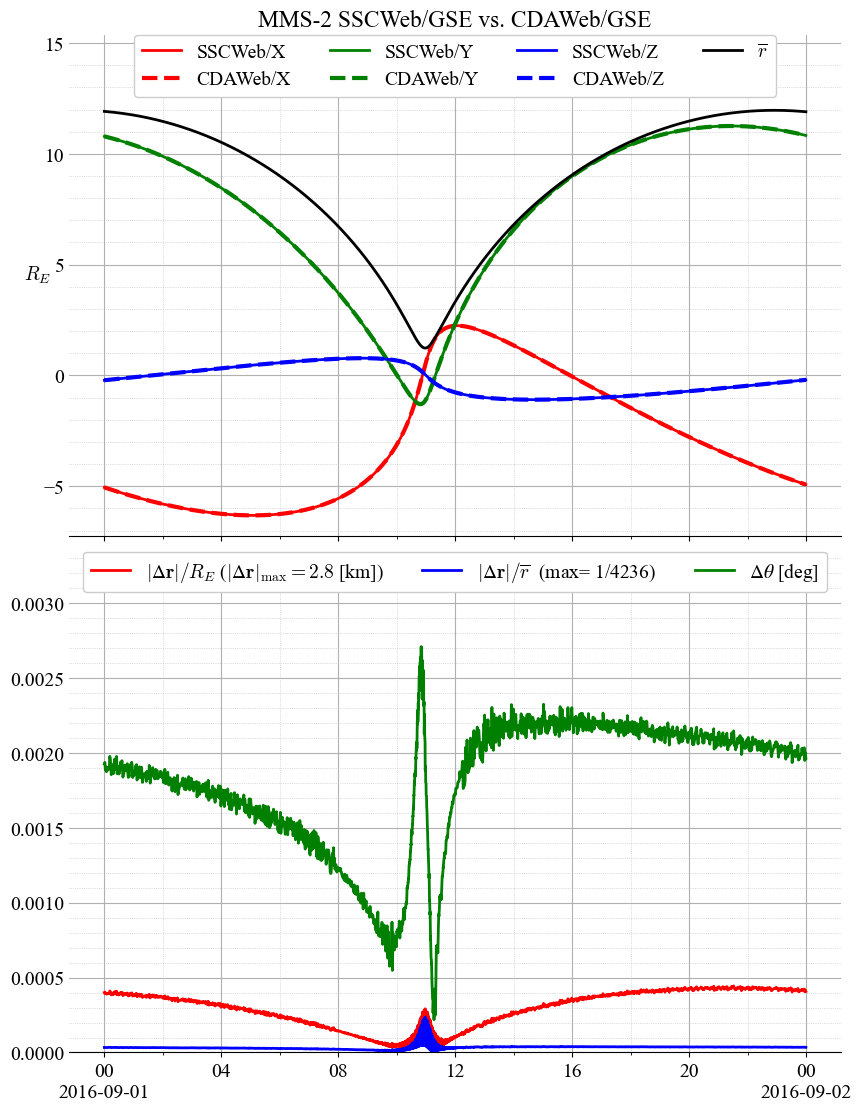 MMS-2 SSCWeb/GSE vs. CDAWeb/GSE
SSCWeb/X SSCWeb/Y SSCWeb/Z r̅
CDAWeb/X CDAWeb/Y CDAWeb/Z
15
10
5
R_E
0
−5
|Δr|/R_E (|Δr|_max = 2.8 [km]) |Δr|/r̅ (max= 1/4236) Δθ [deg]
0.0030
0.0025
0.0020
0.0015
0.0010
0.0005
0.0000
00 04 08 12 16 20 00
2016-09-01 2016-09-02